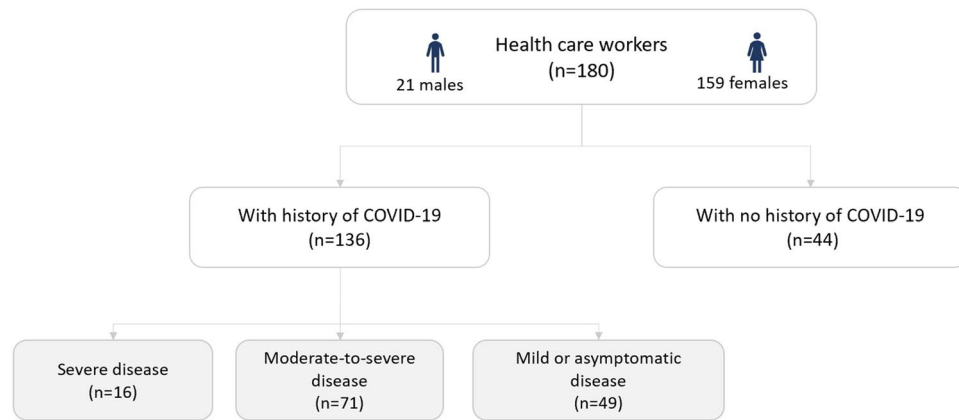 Health care workers
(n=180)
21 males
159 females
With history of COVID-19
(n=136)
With no history of COVID-19
(n=44)
Severe disease
(n=16)
Moderate-to-severe
disease
(n=71)
Mild or asymptomatic
disease
(n=49)